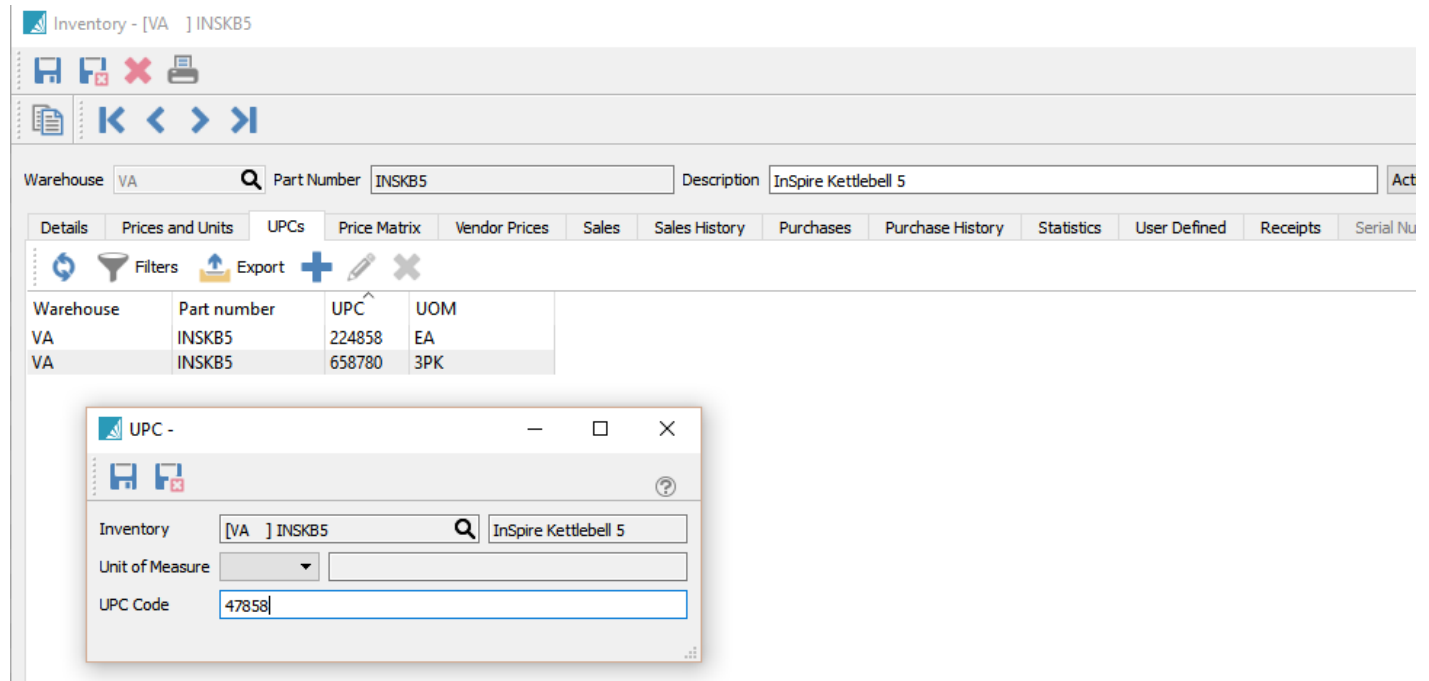 Inventory - [VA ] INSKB5
Warehouse VA Part Number INSKB5 Description InSpire Kettlebell 5 Act
Details Prices and Units UPCs Price Matrix Vendor Prices Sales Sales History Purchases Purchase History Statistics User Defined Receipts Serial Nu
Filters Export
Warehouse Part number UPC UOM
VA INSKB5 224858 EA
VA INSKB5 658780 3PK
UPC -
Inventory [VA ] INSKB5 InSpire Kettlebell 5
Unit of Measure
UPC Code 47858